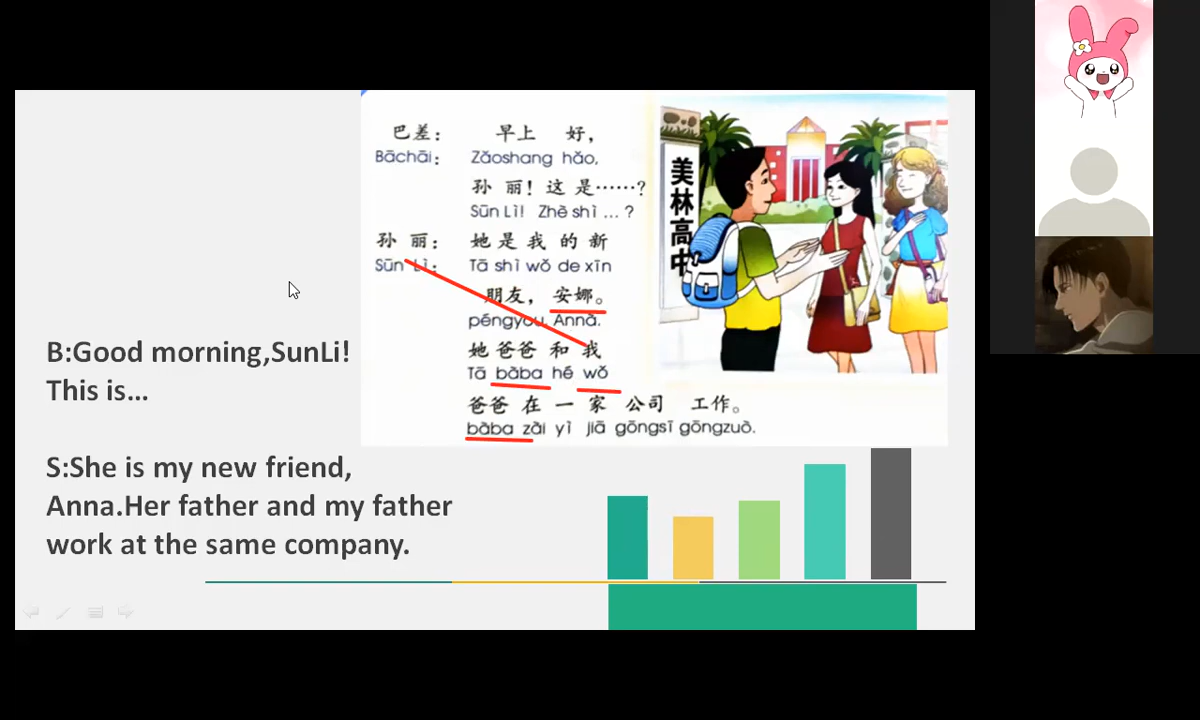 巴差: 早上 好,
Bāchāi: Zǎoshang hǎo,
孙 丽! 这 是……?
Sūn Lì! Zhè shì ... ?
孙 丽: 她 是 我 的 新
Sūn Lì: Tā shì wǒ de xīn
朋友, 安娜。
péngyou, Ānnà.
她 爸爸 和 我
Tā bàba hé wǒ
爸爸 在 一 家 公司 工作。
bàba zài yì jiā gōngsī gōngzuò.
美林高中
B:Good morning,SunLi!
This is...
S:She is my new friend,
Anna.Her father and my father
work at the same company.